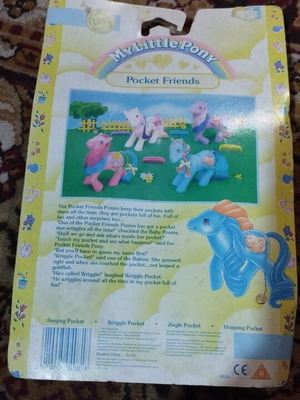 My Little Pony
Pocket Friends
The Pocket Friends Ponies keep their pockets with
them all the time, they are pockets full of fun. Full of
fun and other surprises too...
"One of the Pocket Friends Ponies has got a pocket
that wriggles all the time!" chuckled the Baby Ponies.
"Shall we go and ask what's inside her pocket?"
"Touch my pocket and see what happens!" said the
Pocket Friends Pony.
"But you'll have to guess my name first!"
"Wriggle Pocket!" said one of the Babies. She guessed
right and when she touched the pocket...out leaped a
goldfish.
"He's called Wriggle!" laughed Wriggle Pocket.
"He wriggles around all the time in my pocket full of
fun!"
Singing Pocket
Wriggle Pocket
Jingle Pocket
Hopping Pocket
Made in China
CE